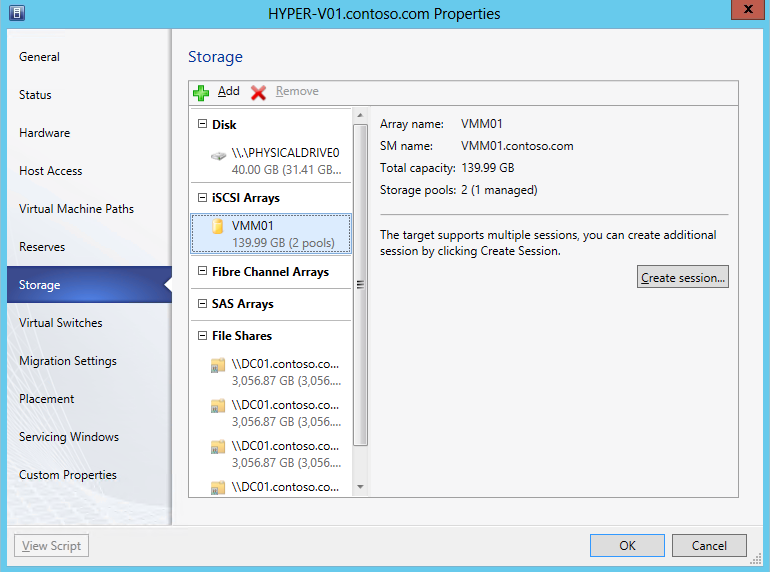 HYPER-V01.contoso.com Properties
General
Status
Hardware
Host Access
Virtual Machine Paths
Reserves
Storage
Virtual Switches
Migration Settings
Placement
Servicing Windows
Custom Properties
Storage
Add
Remove
Disk
\\.\PHYSICALDRIVE0
40.00 GB (31.41 GB...
iSCSI Arrays
VMM01
139.99 GB (2 pools)
Fibre Channel Arrays
SAS Arrays
File Shares
\\DC01.contoso.co...
3,056.87 GB (3,056....
\\DC01.contoso.co...
3,056.87 GB (3,056....
\\DC01.contoso.co...
3,056.87 GB (3,056....
\\DC01.contoso.co...
Array name: VMM01
SM name: VMM01.contoso.com
Total capacity: 139.99 GB
Storage pools: 2 (1 managed)
The target supports multiple sessions, you can create additional
session by clicking Create Session.
Create session...
View Script
OK
Cancel